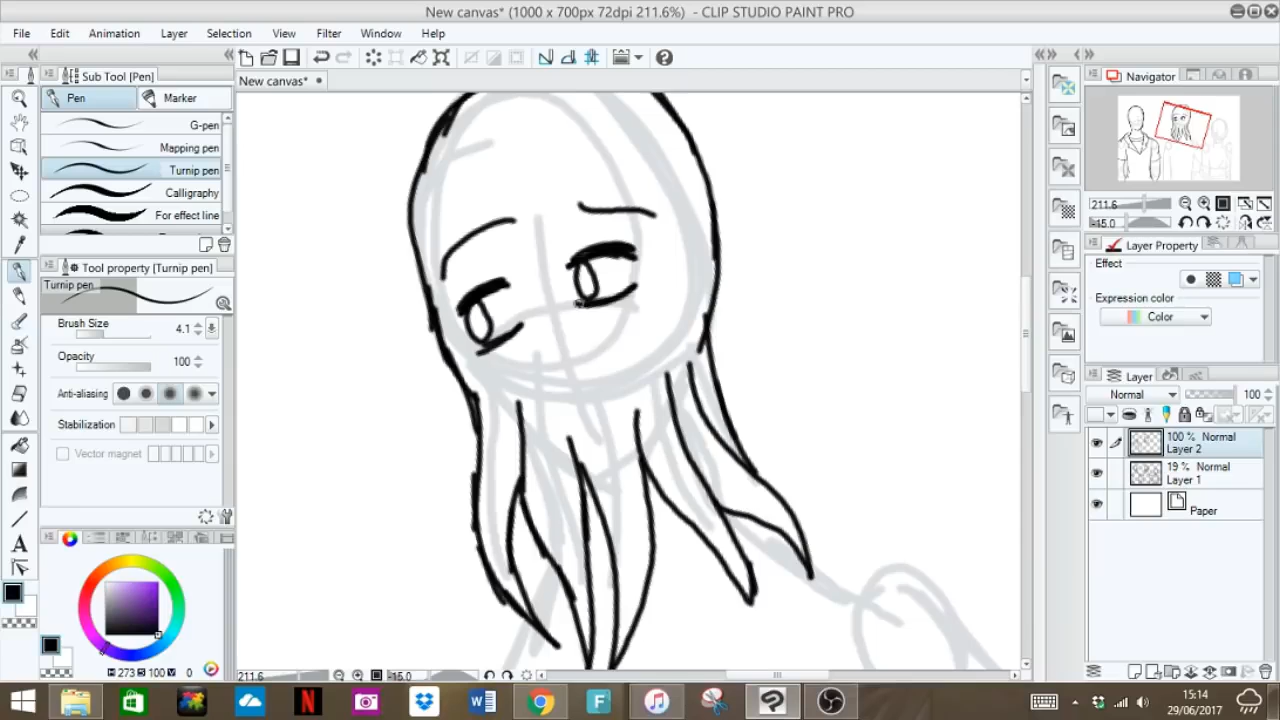 New canvas* (1000 x 700px 72dpi 211.6%) - CLIP STUDIO PAINT PRO
File Edit Animation Layer Selection View Filter Window Help
Sub Tool [Pen]
New canvas*
Navigator
Pen Marker
G-pen
Mapping pen
Turnip pen
Calligraphy
For effect line
Tool property [Turnip pen]
Turnip pen
Brush Size 4.1
Opacity 100
Anti-aliasing
Stabilization
Vector magnet
H 273 S 100 V 0
211.6
-15.0
Layer Property
Effect
Expression color
Color
Layer
Normal 100
100 % Normal
Layer 2
19 % Normal
Layer 1
Paper
211.6 -15.0
15:14
29/06/2017